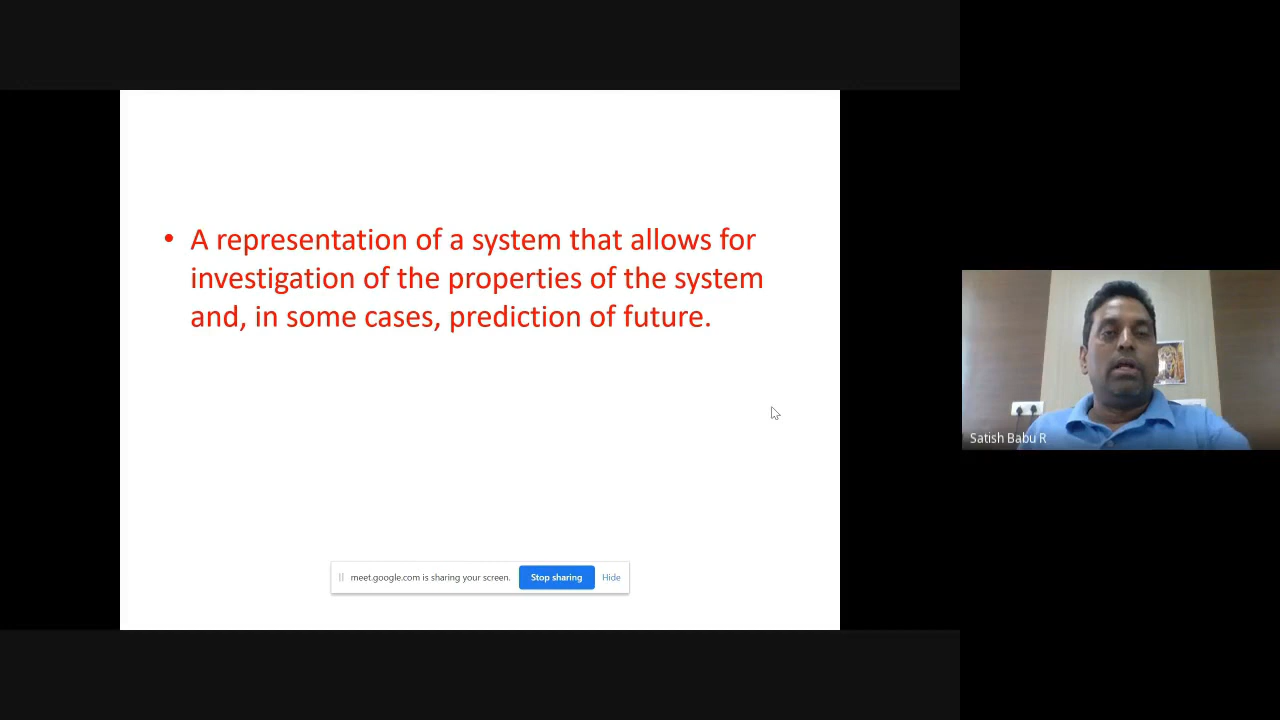 • A representation of a system that allows for
investigation of the properties of the system
and, in some cases, prediction of future.
meet.google.com is sharing your screen. Stop sharing Hide
Satish Babu R